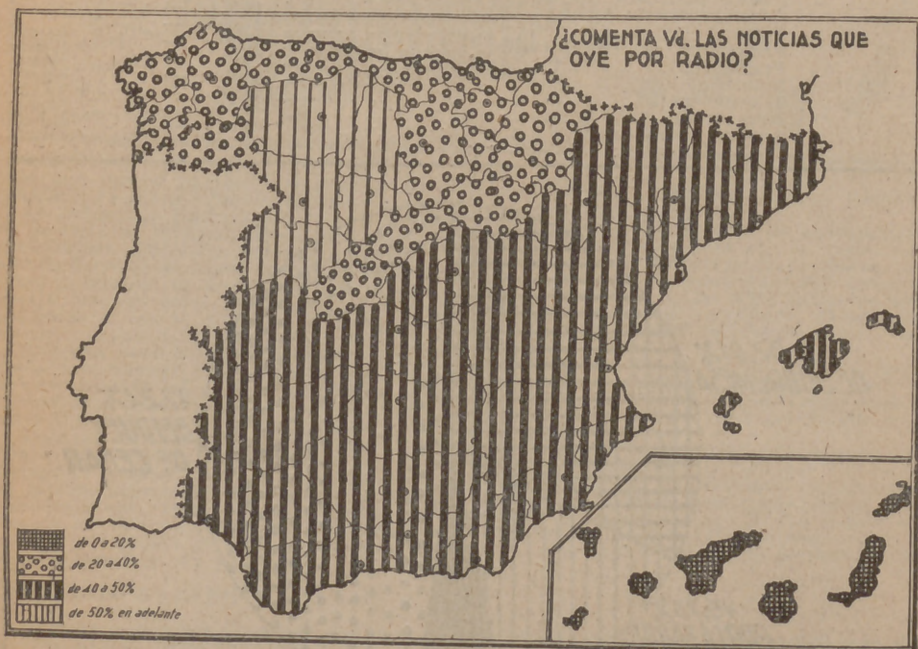 ¿COMENTA Vd. LAS NOTICIAS QUE
OYE POR RADIO?
de 0 a 20%
de 20 a 40%
de 40 a 50%
de 50% en adelante